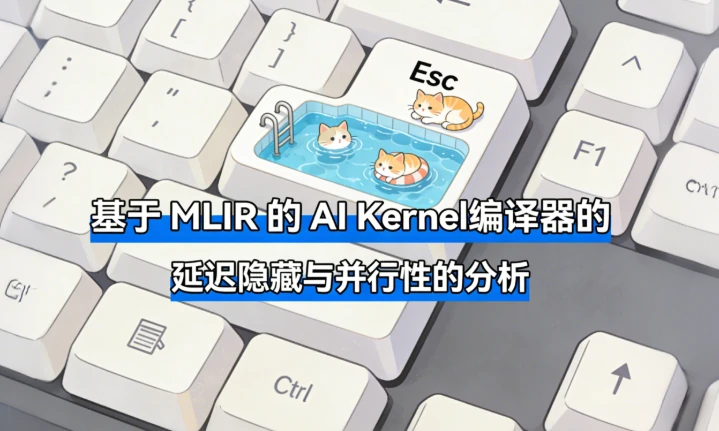 {
[
}
]
:
;
"
,
?
/
Esc
^
F1
基于 MLIR 的 AI Kernel编译器的
延迟隐藏与并行性的分析
Ctrl